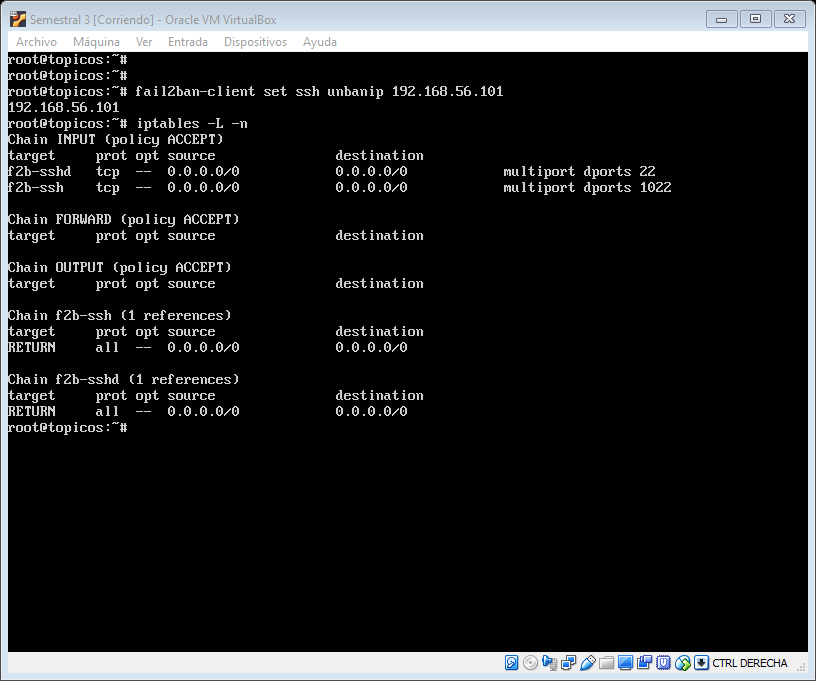 Semestral 3 [Corriendo] - Oracle VM VirtualBox
Archivo Máquina Ver Entrada Dispositivos Ayuda
root@topicos:~#
root@topicos:~#
root@topicos:~# fail2ban-client set ssh unbanip 192.168.56.101
192.168.56.101
root@topicos:~# iptables -L -n
Chain INPUT (policy ACCEPT)
target     prot opt source               destination
f2b-sshd   tcp  --  0.0.0.0/0            0.0.0.0/0            multiport dports 22
f2b-ssh    tcp  --  0.0.0.0/0            0.0.0.0/0            multiport dports 1022
Chain FORWARD (policy ACCEPT)
target     prot opt source               destination
Chain OUTPUT (policy ACCEPT)
target     prot opt source               destination
Chain f2b-ssh (1 references)
target     prot opt source               destination
RETURN     all  --  0.0.0.0/0            0.0.0.0/0
Chain f2b-sshd (1 references)
target     prot opt source               destination
RETURN     all  --  0.0.0.0/0            0.0.0.0/0
root@topicos:~#
CTRL DERECHA